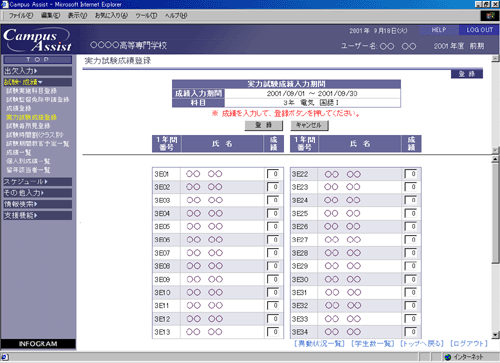 Campus Assist - Microsoft Internet Explorer
ファイル(F) 編集(E) 表示(V) お気に入り(A) ツール(T) ヘルプ(H)
Campus Assist
○○○○高等専門学校
2001年 9月18日(火)
HELP
LOG OUT
ユーザー名:○○ ○○
2001年度 前期
TOP
出欠入力
試験・成績
試験実施科目登録
試験監督免除申請登録
成績登録
実力試験成績登録
試験者所見登録
試験時間割(クラス別)
成績一覧
個人別成績一覧
留年該当者一覧
スケジュール
その他入力
情報検索
支援機能
INFOGRAM
実力試験成績登録
登録
実力試験成績入力期間
成績入力期間 2001/09/01 ~ 2001/09/30
科目 3年 電気 国語Ⅰ
※ 成績を入力して、登録ボタンを押してください。
登録 キャンセル
1年間番号 氏名 成績 1年間番号 氏名 成績
3E01 ○○ ○○ 0 3E22 ○○ ○○ 0
3E02 ○○ ○○ 0 3E23 ○○ ○○ 0
3E03 ○○ ○○ 0 3E24 ○○ ○○ 0
3E04 ○○ ○○ 0 3E25 ○○ ○○ 0
3E05 ○○ ○○ 0 3E26 ○○ ○○ 0
3E06 ○○ ○○ 0 3E27 ○○ ○○ 0
3E07 ○○ ○○ 0 3E28 ○○ ○○ 0
3E08 ○○ ○○ 0 3E29 ○○ ○○ 0
3E09 ○○ ○○ 0 3E30 ○○ ○○ 0
3E10 ○○ ○○ 0 3E31 ○○ ○○ 0
3E11 ○○ ○○ 0 3E32 ○○ ○○ 0
3E12 ○○ ○○ 0 3E33 ○○ ○○ 0
3E13 ○○ ○○ 0 3E34 ○○ ○○ 0
[異動状況一覧] [学生数一覧] [トップへ戻る] [ログアウト]
インターネット